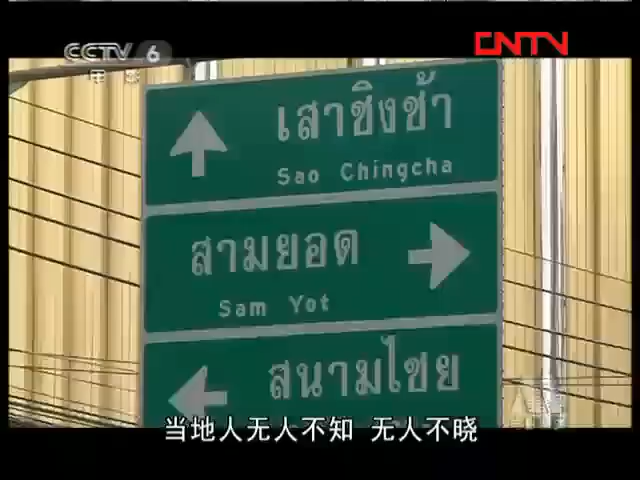 CCTV 6
电影
CNTV
เสาชิงช้า
Sao Chingcha
สามยอด
Sam Yot
สนามไชย
当地人无人不知 无人不晓